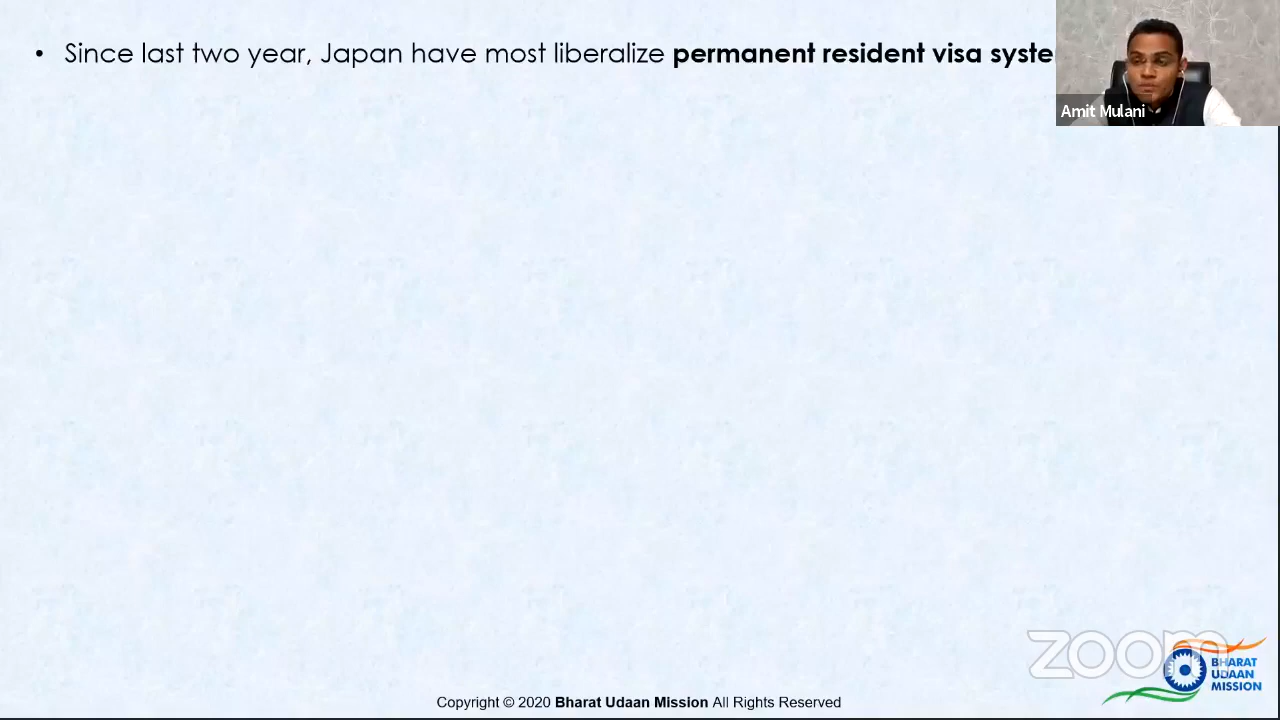 • Since last two year, Japan have most liberalize permanent resident visa syste
Amit Mulani
zoom
BHARAT
UDAAN
MISSION
Copyright © 2020 Bharat Udaan Mission All Rights Reserved